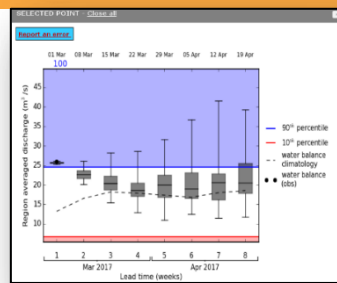 SELECTED POINT - Close all
Report an error
01 Mar 08 Mar 15 Mar 22 Mar 29 Mar 05 Apr 12 Apr 19 Apr
100
45
40
35
30
25
20
15
10
Region averaged discharge (m³/s)
90th percentile
10th percentile
water balance
climatology
water balance
(obs)
1 2 3 4 5 6 7 8
Mar 2017 Apr 2017
Lead time (weeks)